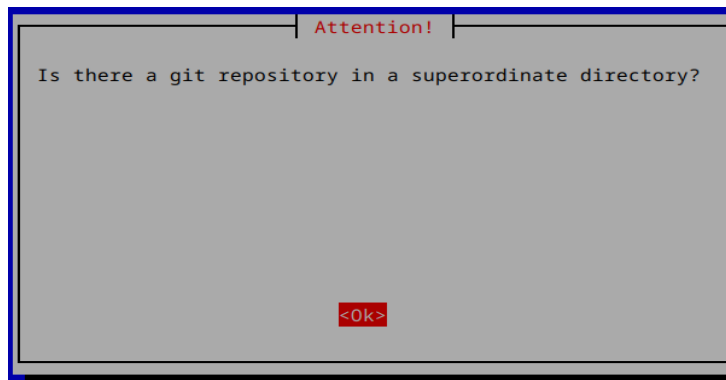 Attention!
Is there a git repository in a superordinate directory?
<Ok>